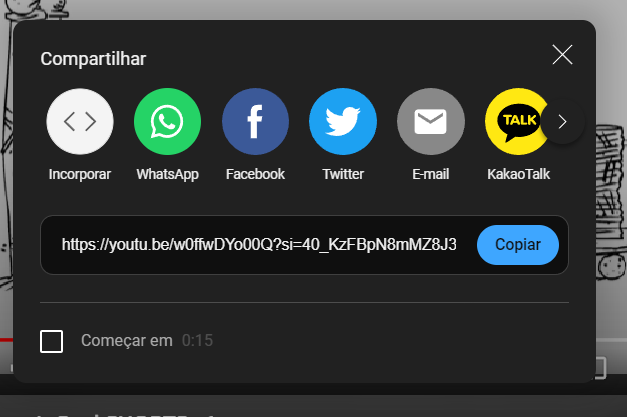 Compartilhar
TALK
Incorporar
WhatsApp
Facebook
Twitter
E-mail
KakaoTalk
https://youtu.be/w0ffwDYo00Q?si=40_KzFBpN8mMZ8J3
Copiar
Começar em 0:15